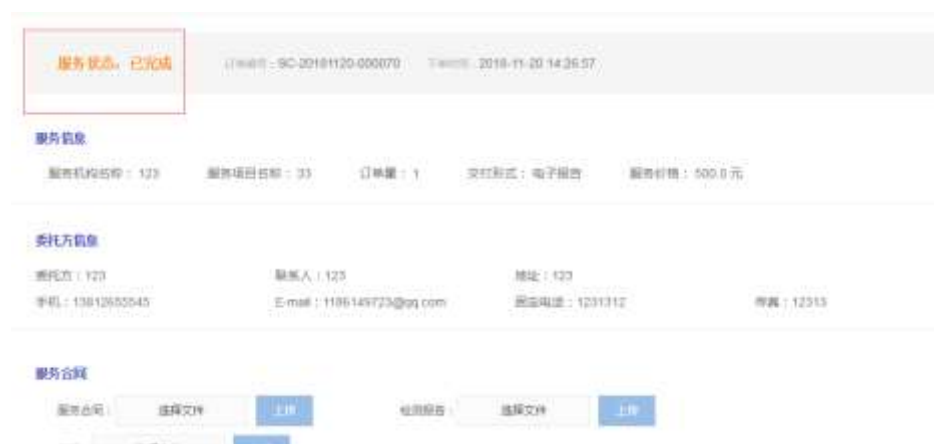 服务状态：已完成 订单编号：SC-20181120-000070 下单时间：2018-11-20 14:26:57
服务信息
服务机构名称：123 服务项目名称：33 订单量：1 交付形式：电子报告 服务价格：500.0 元
委托方信息
委托方：123 联系人：123 地址：123
手机：13812655545 E-mail：1186149723@qq.com 固定电话：1231312 传真：12313
服务合同
服务合同： 选择文件 上传 检测报告： 选择文件 上传